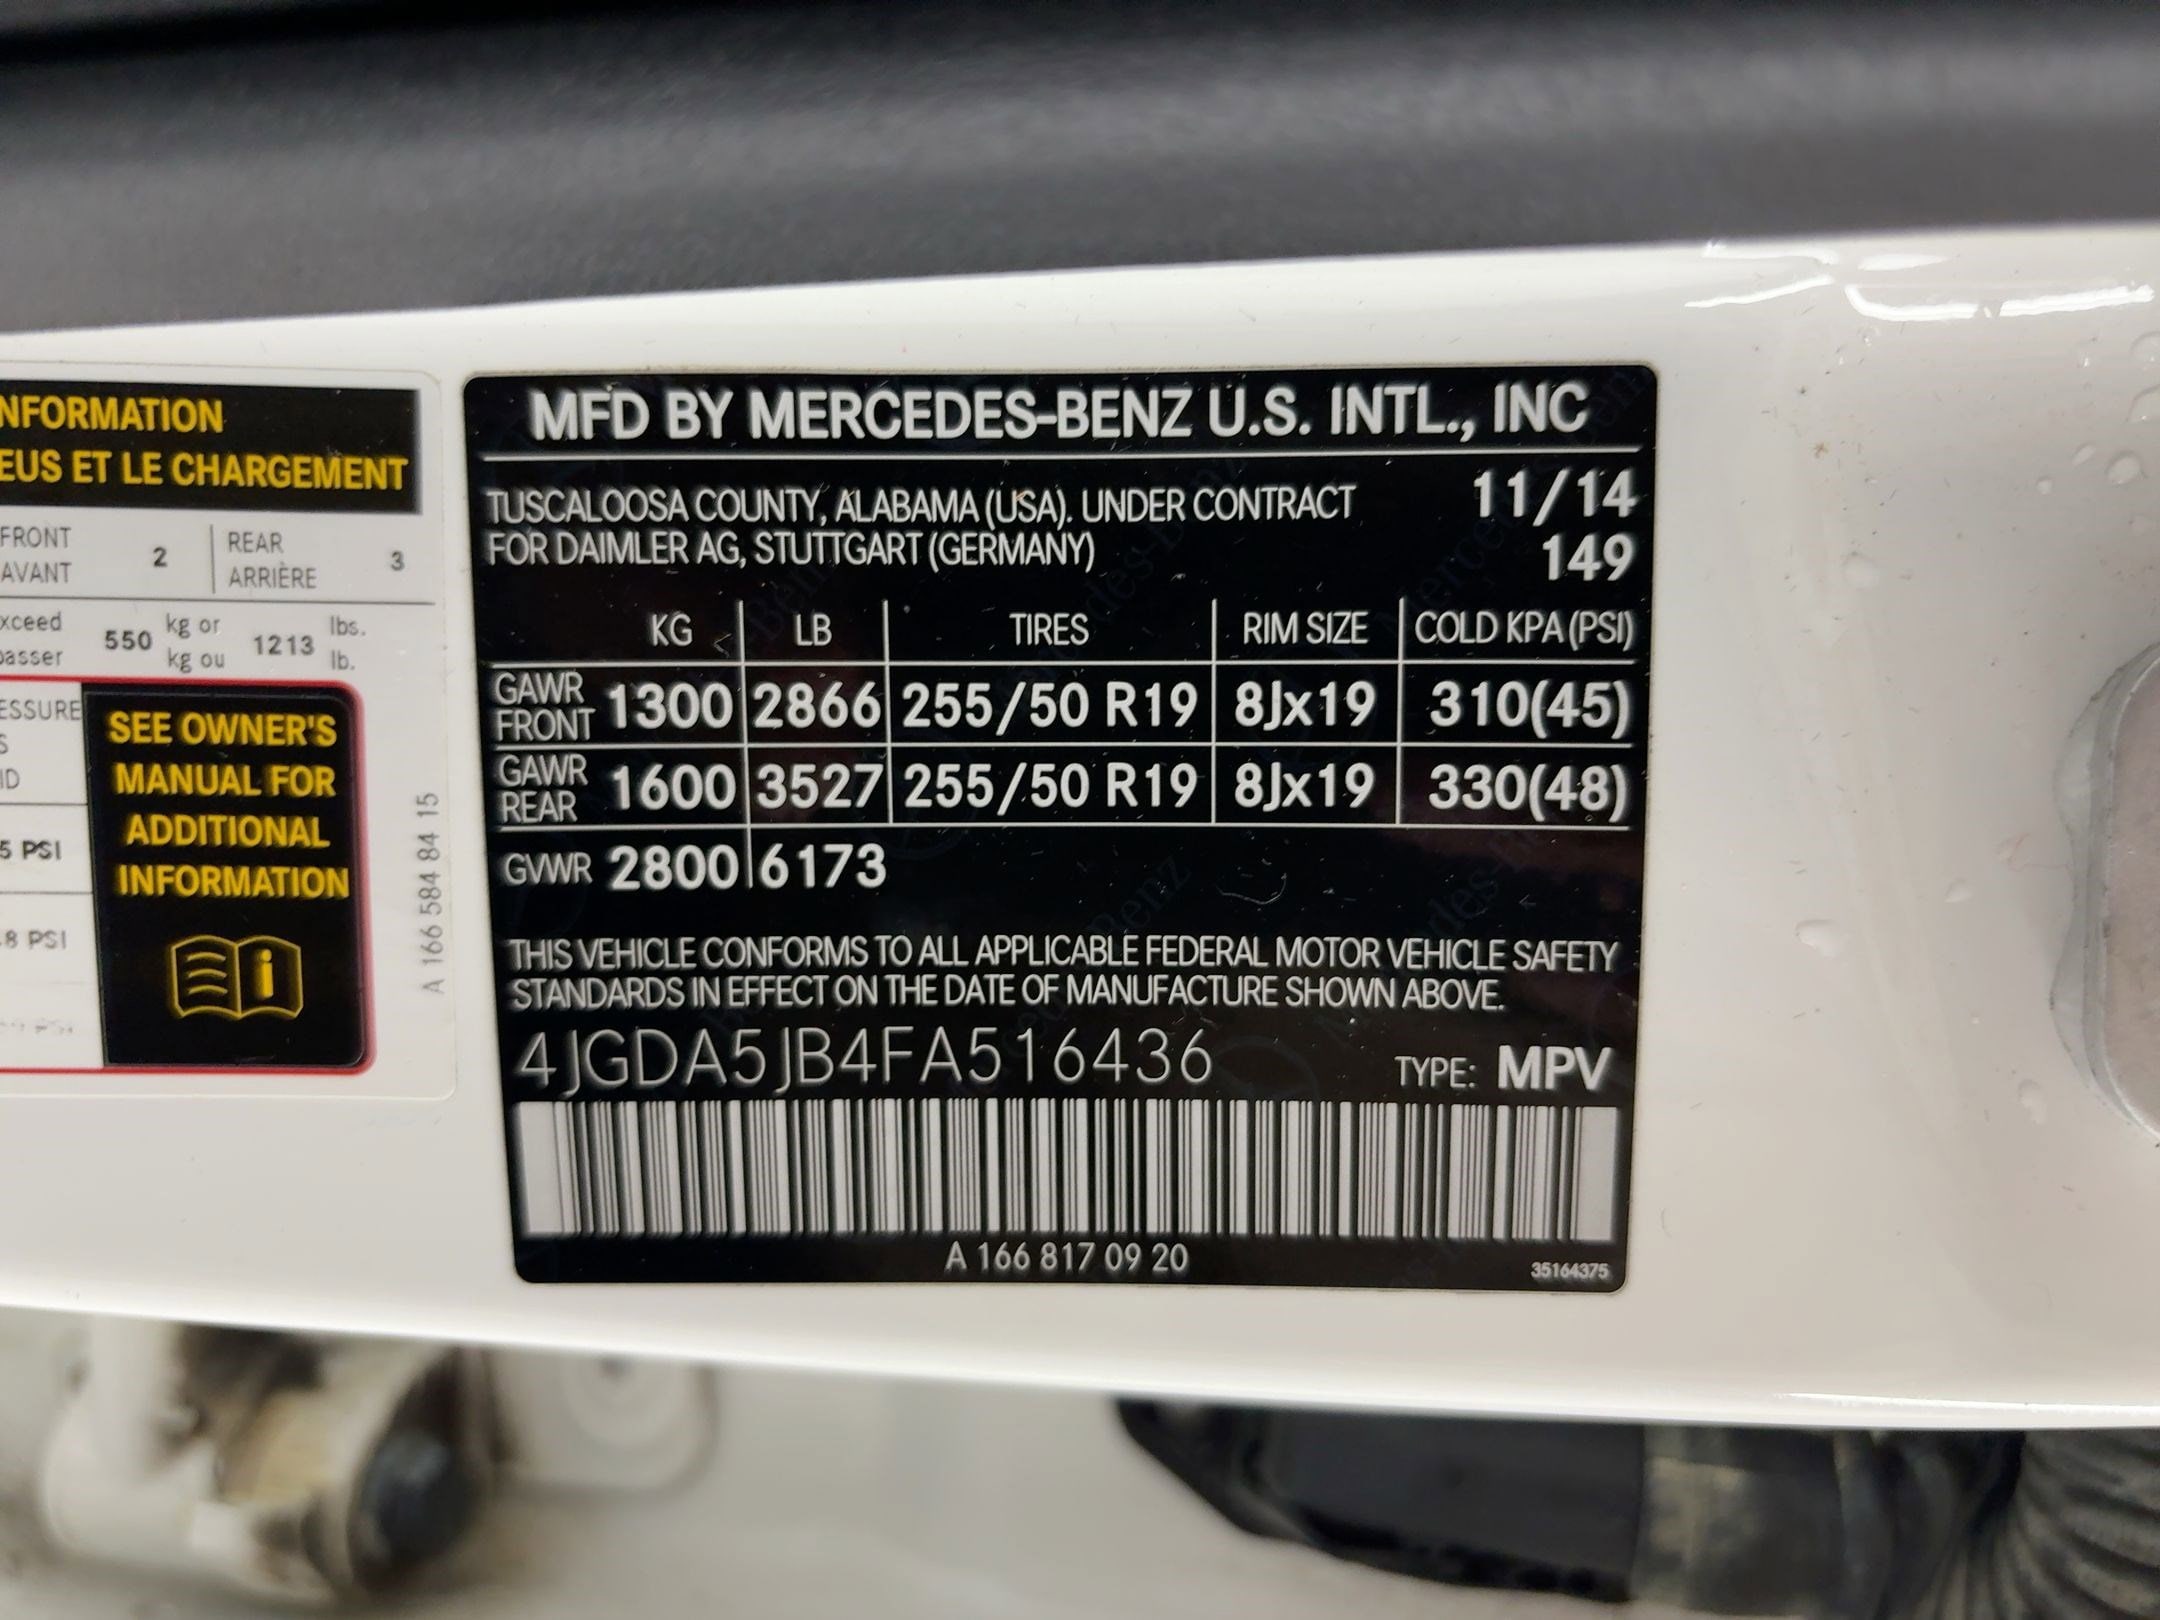 NFORMATION
EUS ET LE CHARGEMENT
FRONT 2 REAR 3
AVANT ARRIÈRE
xceed 550 kg or 1213 lbs.
passer kg ou lb.
ESSURE
S
ID
5 PSI
8 PSI
PSI
SEE OWNER'S
MANUAL FOR
ADDITIONAL
INFORMATION
i
A 166 584 84 15
MFD BY MERCEDES-BENZ U.S. INTL., INC
TUSCALOOSA COUNTY, ALABAMA (USA). UNDER CONTRACT 11/14
FOR DAIMLER AG, STUTTGART (GERMANY) 149
KG LB TIRES RIM SIZE COLD KPA (PSI)
GAWR FRONT 1300 2866 255/50 R19 8Jx19 310(45)
GAWR REAR 1600 3527 255/50 R19 8Jx19 330(48)
GVWR 2800 6173
THIS VEHICLE CONFORMS TO ALL APPLICABLE FEDERAL MOTOR VEHICLE SAFETY
STANDARDS IN EFFECT ON THE DATE OF MANUFACTURE SHOWN ABOVE.
4JGDA5JB4FA516436 TYPE: MPV
A 166 817 09 20
35164375